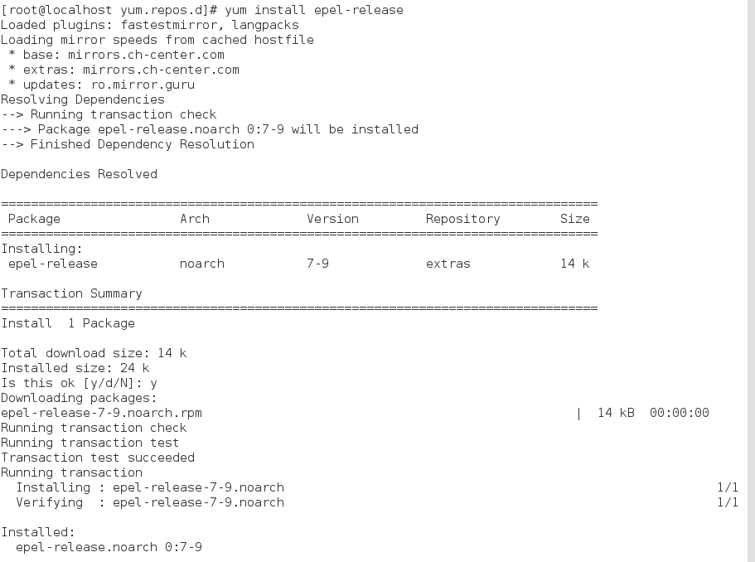 [root@localhost yum.repos.d]# yum install epel-release
Loaded plugins: fastestmirror, langpacks
Loading mirror speeds from cached hostfile
 * base: mirrors.ch-center.com
 * extras: mirrors.ch-center.com
 * updates: ro.mirror.guru
Resolving Dependencies
--> Running transaction check
---> Package epel-release.noarch 0:7-9 will be installed
--> Finished Dependency Resolution

Dependencies Resolved

================================================================================
 Package                Arch             Version         Repository        Size
================================================================================
Installing:
 epel-release           noarch           7-9             extras            14 k

Transaction Summary
================================================================================
Install  1 Package

Total download size: 14 k
Installed size: 24 k
Is this ok [y/d/N]: y
Downloading packages:
epel-release-7-9.noarch.rpm                                                  |  14 kB  00:00:00
Running transaction check
Running transaction test
Transaction test succeeded
Running transaction
  Installing : epel-release-7-9.noarch                                                          1/1
  Verifying  : epel-release-7-9.noarch                                                          1/1

Installed:
  epel-release.noarch 0:7-9